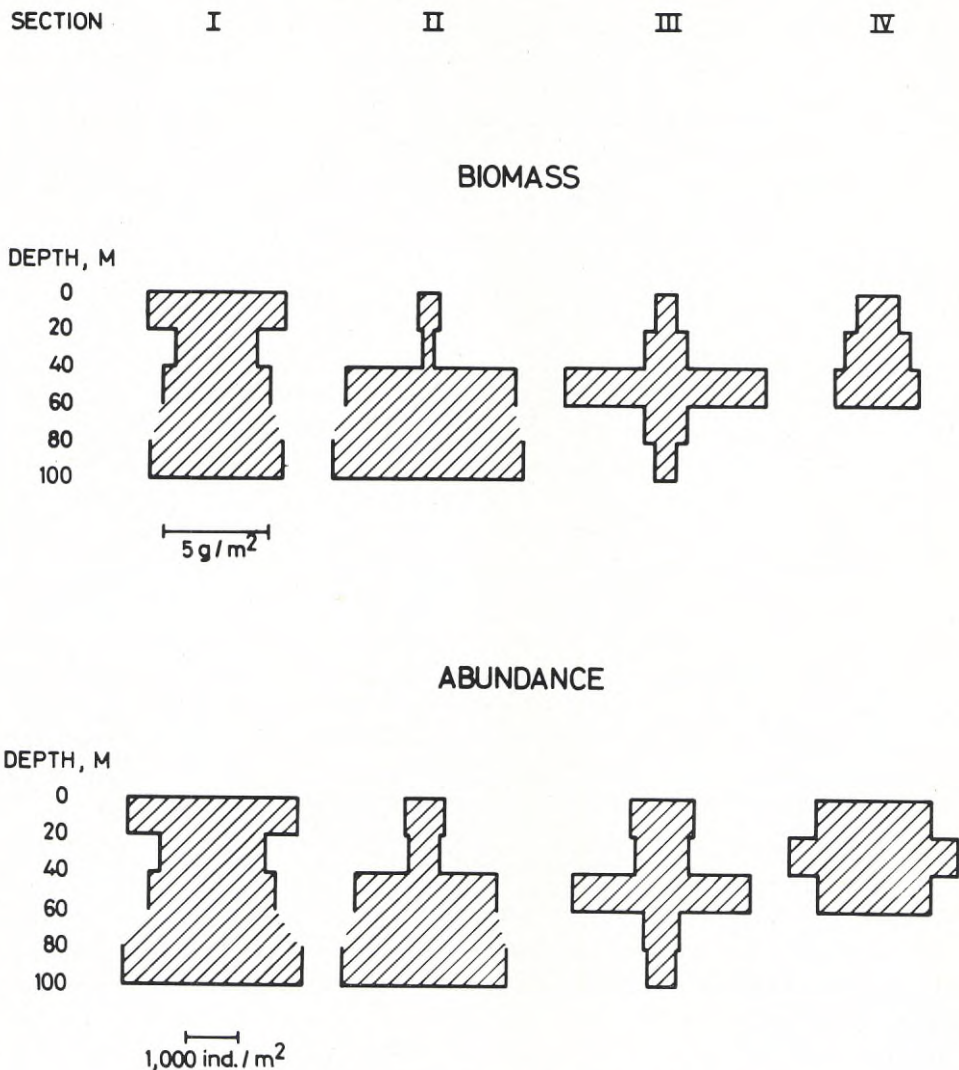 SECTION I II III IV
BIOMASS
DEPTH, M
0
20
40
60
80
100
5 g/m²
ABUNDANCE
DEPTH, M
0
20
40
60
80
100
1,000 ind./m²